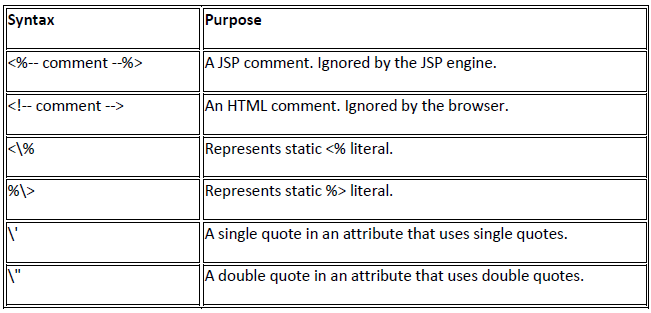 Syntax Purpose
<%-- comment --%> A JSP comment. Ignored by the JSP engine.
<!-- comment --> An HTML comment. Ignored by the browser.
<\% Represents static <% literal.
%\> Represents static %> literal.
\' A single quote in an attribute that uses single quotes.
\" A double quote in an attribute that uses double quotes.